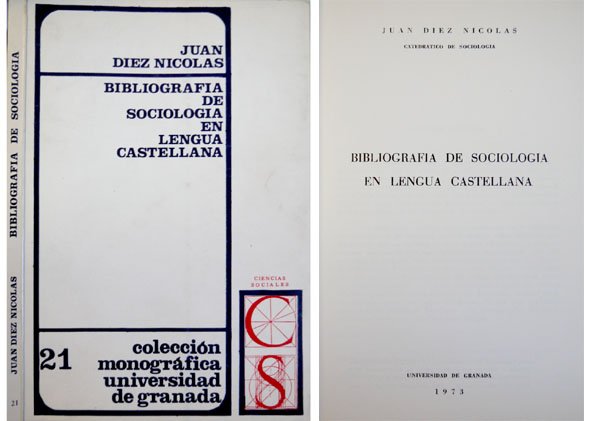 JUAN DIEZ NICOLAS BIBLIOGRAFIA DE SOCIOLOGIA
21
JUAN
DIEZ NICOLAS
BIBLIOGRAFIA
DE
SOCIOLOGIA
EN
LENGUA
CASTELLANA
CIENCIAS
SOCIALES
CS
21
colección
monográfica
universidad
de granada
JUAN DIEZ NICOLAS
CATEDRATICO DE SOCIOLOGIA
BIBLIOGRAFIA DE SOCIOLOGIA
EN LENGUA CASTELLANA
UNIVERSIDAD DE GRANADA
1973